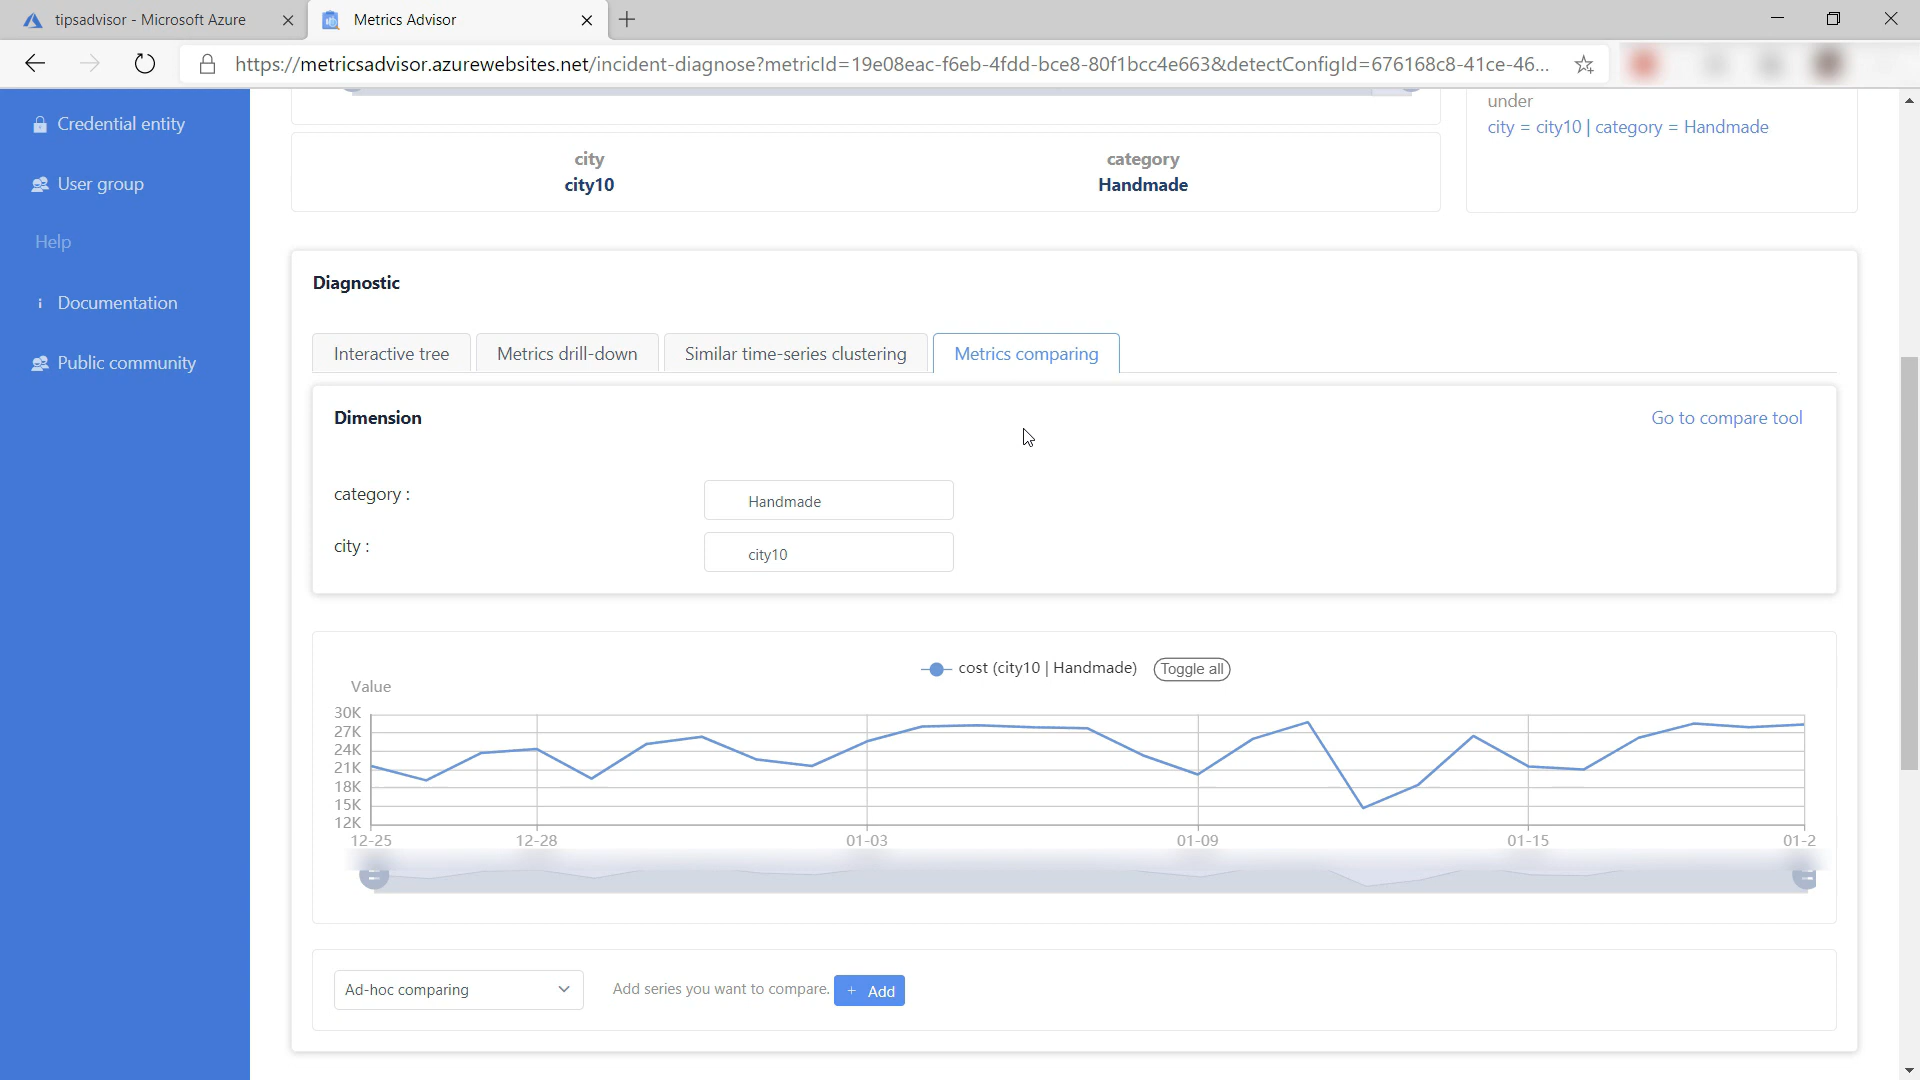 tipsadvisor - Microsoft Azure
Metrics Advisor
https://metricsadvisor.azurewebsites.net/incident-diagnose?metricId=19e08eac-f6eb-4fdd-bce8-80f1bcc4e663&detectConfigId=676168c8-41ce-46...
Credential entity
User group
Help
Documentation
Public community
under
city = city10 | category = Handmade
city
category
city10
Handmade
Diagnostic
Interactive tree
Metrics drill-down
Similar time-series clustering
Metrics comparing
Dimension
Go to compare tool
category :
Handmade
city :
city10
cost (city10 | Handmade)
Toggle all
Value
30K
27K
24K
21K
18K
15K
12K
12-25
12-28
01-03
01-09
01-15
01-2
Ad-hoc comparing
Add series you want to compare.
+ Add